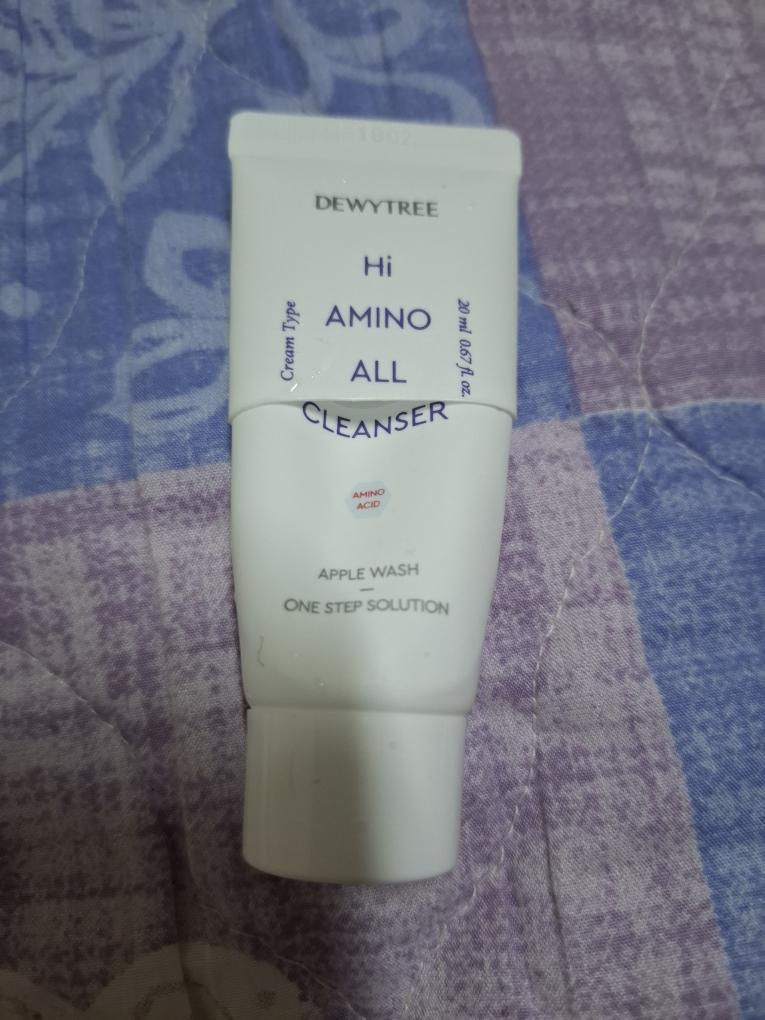 DEWYTREE
Hi
AMINO
ALL
CLEANSER
Cream Type
20 ml 0.67 fl. oz.
AMINO
ACID
APPLE WASH
ONE STEP SOLUTION